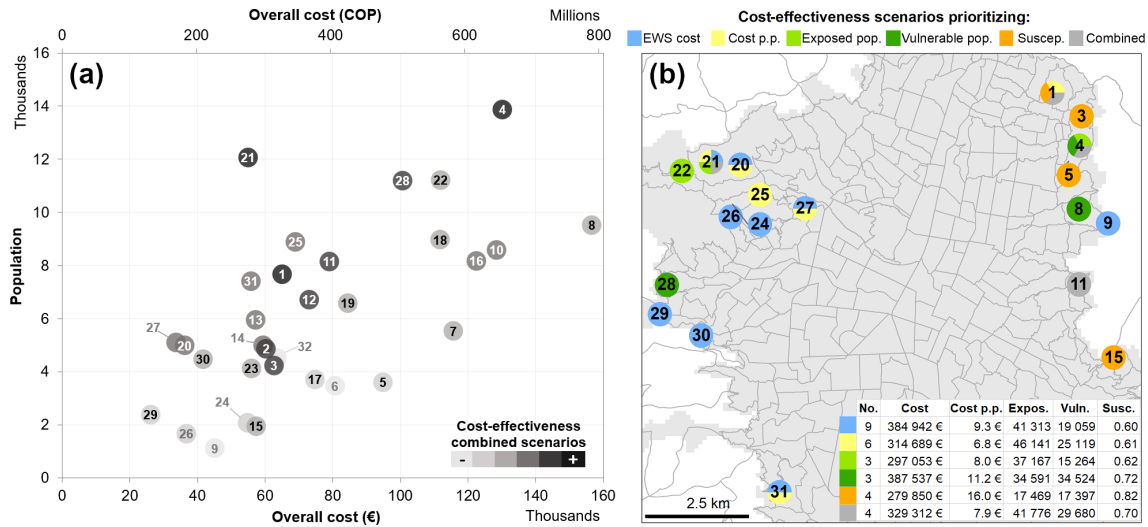 Overall cost (COP)
Millions
0 200 400 600 800
Thousands
Population
16
14
12
10
8
6
4
2
0
(a)
4
21
28
22
8
18
10
25
16
11
1
31
12
19
13
7
27
20
14
2
32
30
3
23
17
6
5
29
24
15
26
9
Cost-effectiveness
combined scenarios
- +
0 20 40 60 80 100 120 140 160
Overall cost (€)
Thousands
Cost-effectiveness scenarios prioritizing:
EWS cost Cost p.p. Exposed pop. Vulnerable pop. Suscep. Combined
(b)
1
3
4
21
20
22
5
25
8
27
26
24
9
28
11
29
30
15
31
2.5 km
No. Cost Cost p.p. Expos. Vuln. Susc.
9 384 942 € 9.3 € 41 313 19 059 0.60
6 314 689 € 6.8 € 46 141 25 119 0.61
3 297 053 € 8.0 € 37 167 15 264 0.62
3 387 537 € 11.2 € 34 591 34 524 0.72
4 279 850 € 16.0 € 17 469 17 397 0.82
4 329 312 € 7.9 € 41 776 29 680 0.70